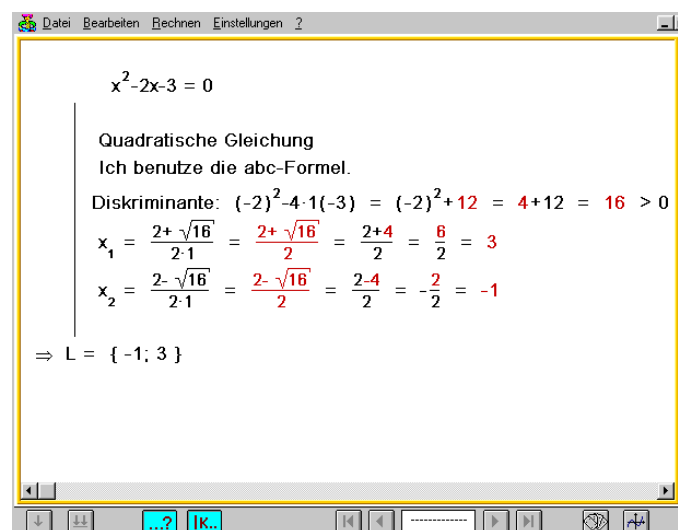 Datei Bearbeiten Rechnen Einstellungen ?
x²-2x-3 = 0
Quadratische Gleichung
Ich benutze die abc-Formel.
Diskriminante: (-2)²-4·1(-3) = (-2)²+12 = 4+12 = 16 > 0
x₁ = (2+ √16)/(2·1) = (2+ √16)/2 = (2+4)/2 = 6/2 = 3
x₂ = (2- √16)/(2·1) = (2- √16)/2 = (2-4)/2 = -2/2 = -1
⇒ L = { -1; 3 }
...? |K.. ------------